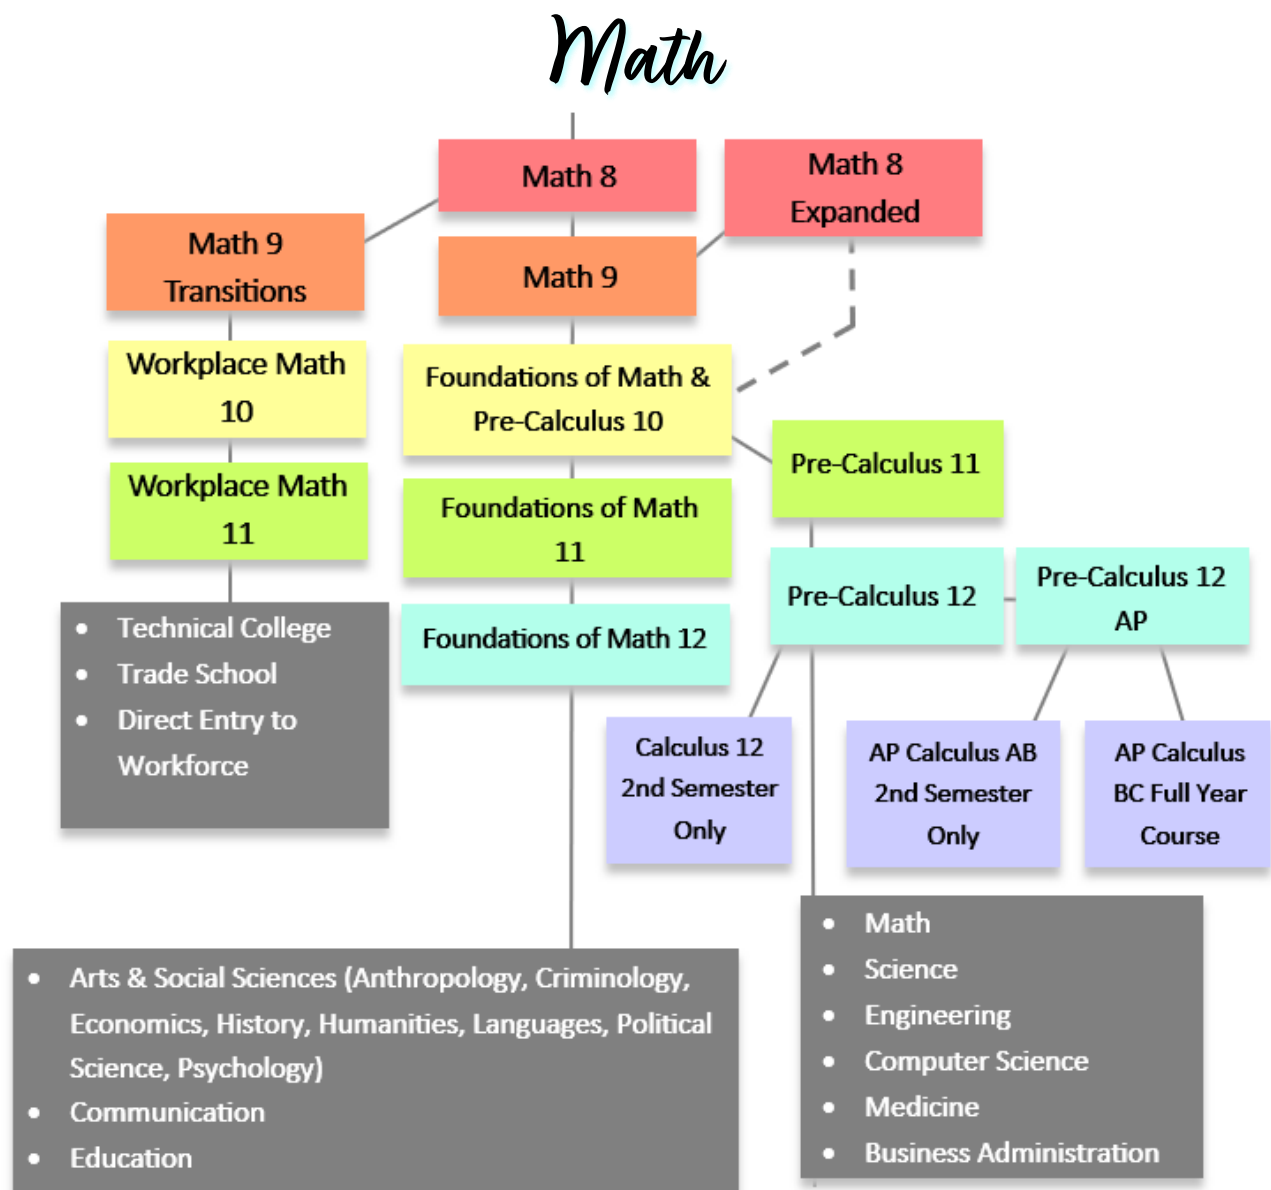 Math
Math 8
Math 8
Expanded
Math 9
Transitions
Math 9
Workplace Math
10
Foundations of Math &
Pre-Calculus 10
Pre-Calculus 11
Workplace Math
11
Foundations of Math
11
Pre-Calculus 12
Pre-Calculus 12
AP
Foundations of Math 12
• Technical College
• Trade School
• Direct Entry to
Workforce
Calculus 12
2nd Semester
Only
AP Calculus AB
2nd Semester
Only
AP Calculus
BC Full Year
Course
• Arts & Social Sciences (Anthropology, Criminology,
Economics, History, Humanities, Languages, Political
Science, Psychology)
• Communication
• Education
• Math
• Science
• Engineering
• Computer Science
• Medicine
• Business Administration